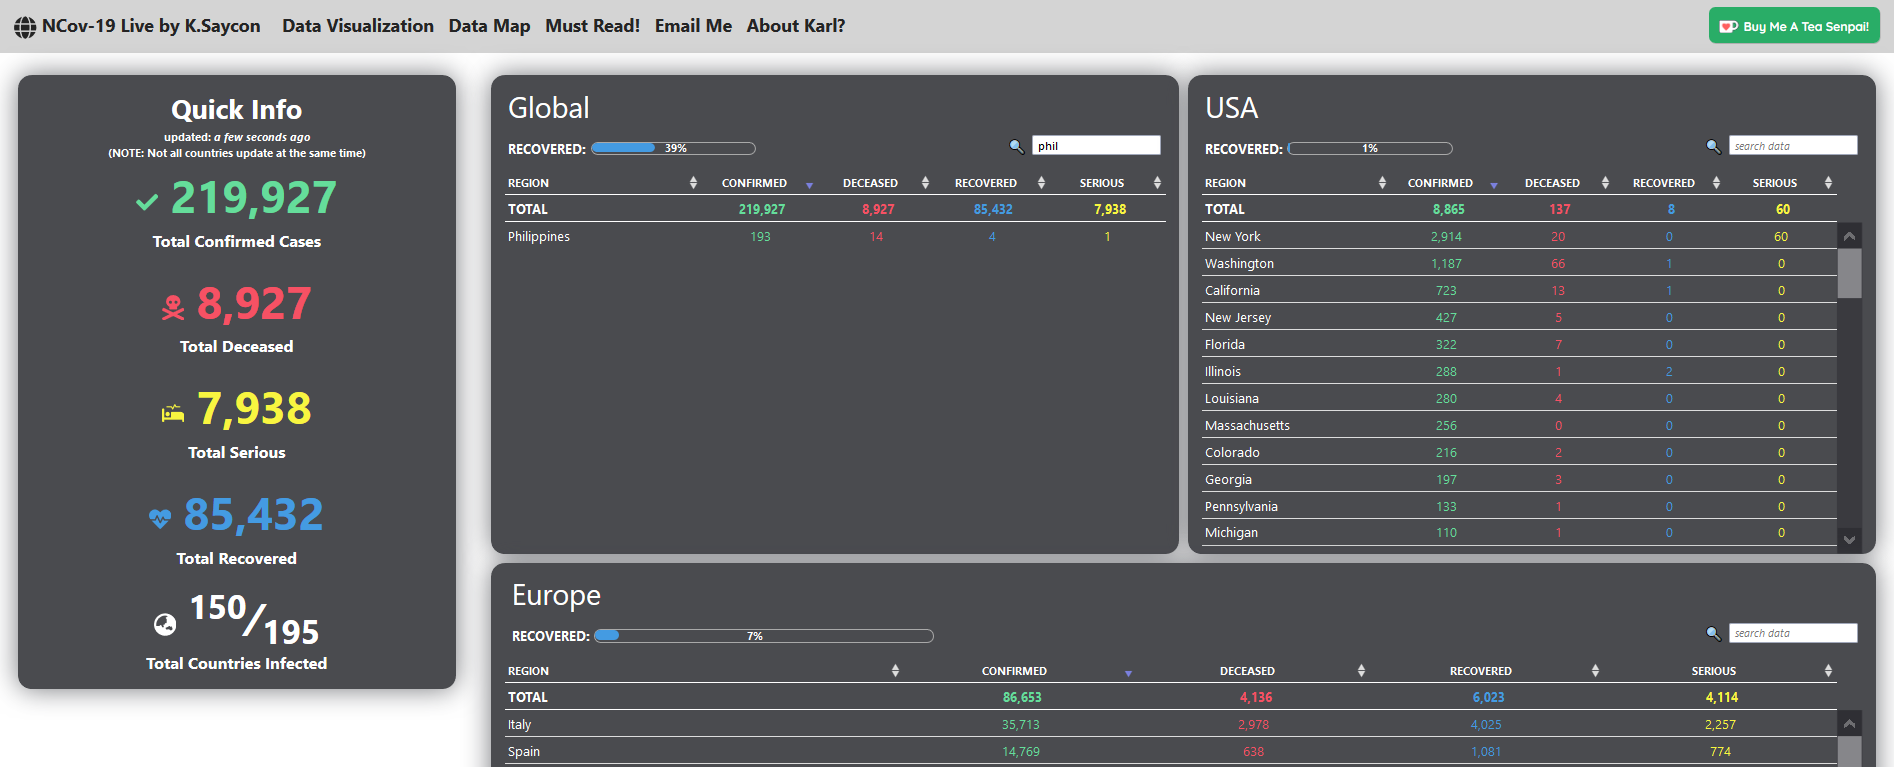 NCov-19 Live by K.Saycon Data Visualization Data Map Must Read! Email Me About Karl? Buy Me A Tea Senpai!
Quick Info
updated: a few seconds ago
(NOTE: Not all countries update at the same time)
219,927
Total Confirmed Cases
8,927
Total Deceased
7,938
Total Serious
85,432
Total Recovered
150/195
Total Countries Infected
Global
RECOVERED: 39% phil
REGION CONFIRMED DECEASED RECOVERED SERIOUS
TOTAL 219,927 8,927 85,432 7,938
Philippines 193 14 4 1
USA
RECOVERED: 1% search data
REGION CONFIRMED DECEASED RECOVERED SERIOUS
TOTAL 8,865 137 8 60
New York 2,914 20 0 60
Washington 1,187 66 1 0
California 723 13 1 0
New Jersey 427 5 0 0
Florida 322 7 0 0
Illinois 288 1 2 0
Louisiana 280 4 0 0
Massachusetts 256 0 0 0
Colorado 216 2 0 0
Georgia 197 3 0 0
Pennsylvania 133 1 0 0
Michigan 110 1 0 0
Europe
RECOVERED: 7% search data
REGION CONFIRMED DECEASED RECOVERED SERIOUS
TOTAL 86,653 4,136 6,023 4,114
Italy 35,713 2,978 4,025 2,257
Spain 14,769 638 1,081 774